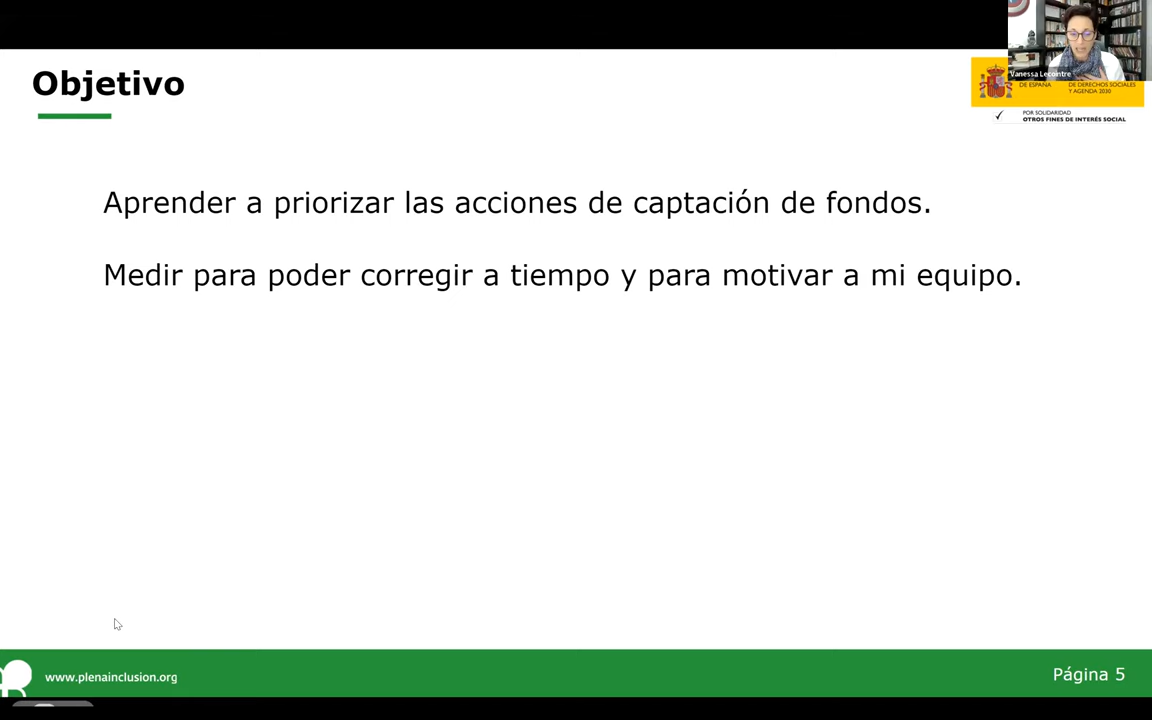 Objetivo
Vanessa Lecointre
DE ESPAÑA
DE DERECHOS SOCIALES
Y AGENDA 2030
POR SOLIDARIDAD
OTROS FINES DE INTERÉS SOCIAL
Aprender a priorizar las acciones de captación de fondos.
Medir para poder corregir a tiempo y para motivar a mi equipo.
www.plenainclusion.org
Página 5